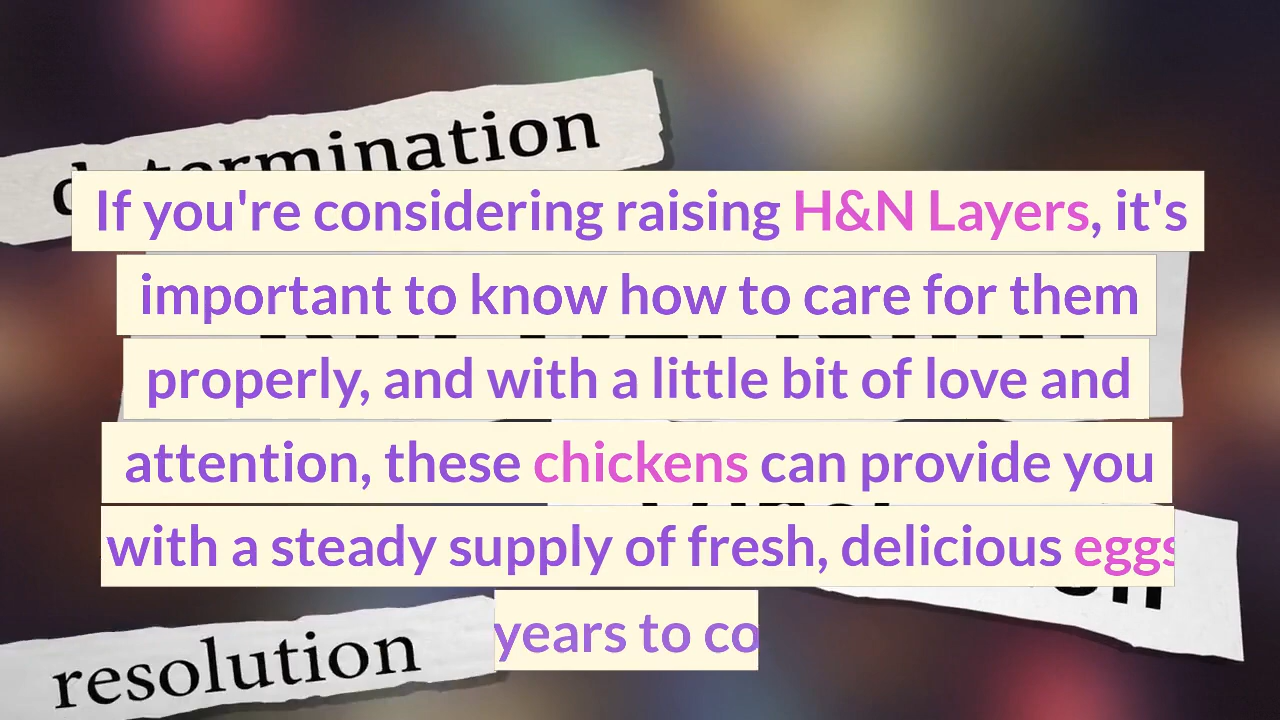 determination
If you're considering raising H&N Layers, it's
important to know how to care for them
properly, and with a little bit of love and
attention, these chickens can provide you
with a steady supply of fresh, delicious eggs
years to co
resolution